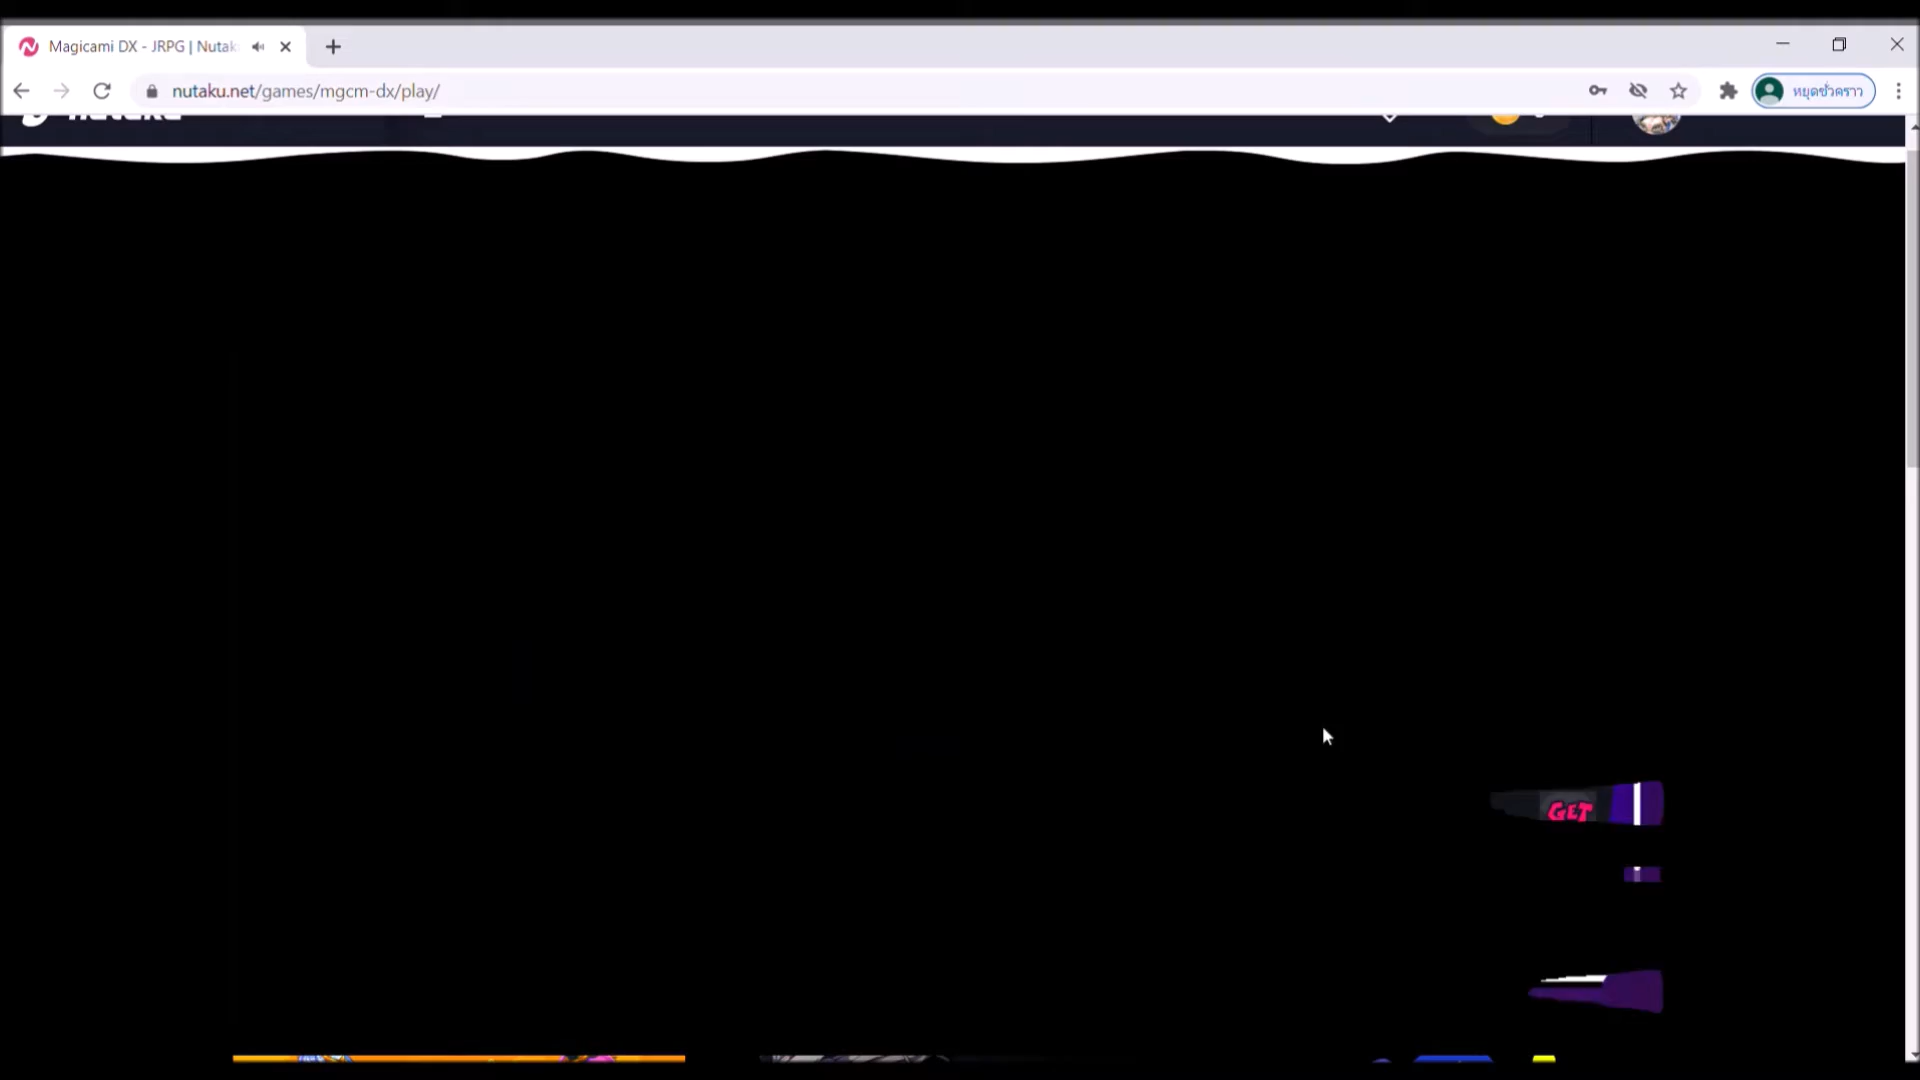 Magicami DX - JRPG | Nutak
nutaku.net/games/mgcm-dx/play/
หยุดชั่วคราว
nutaku
GET